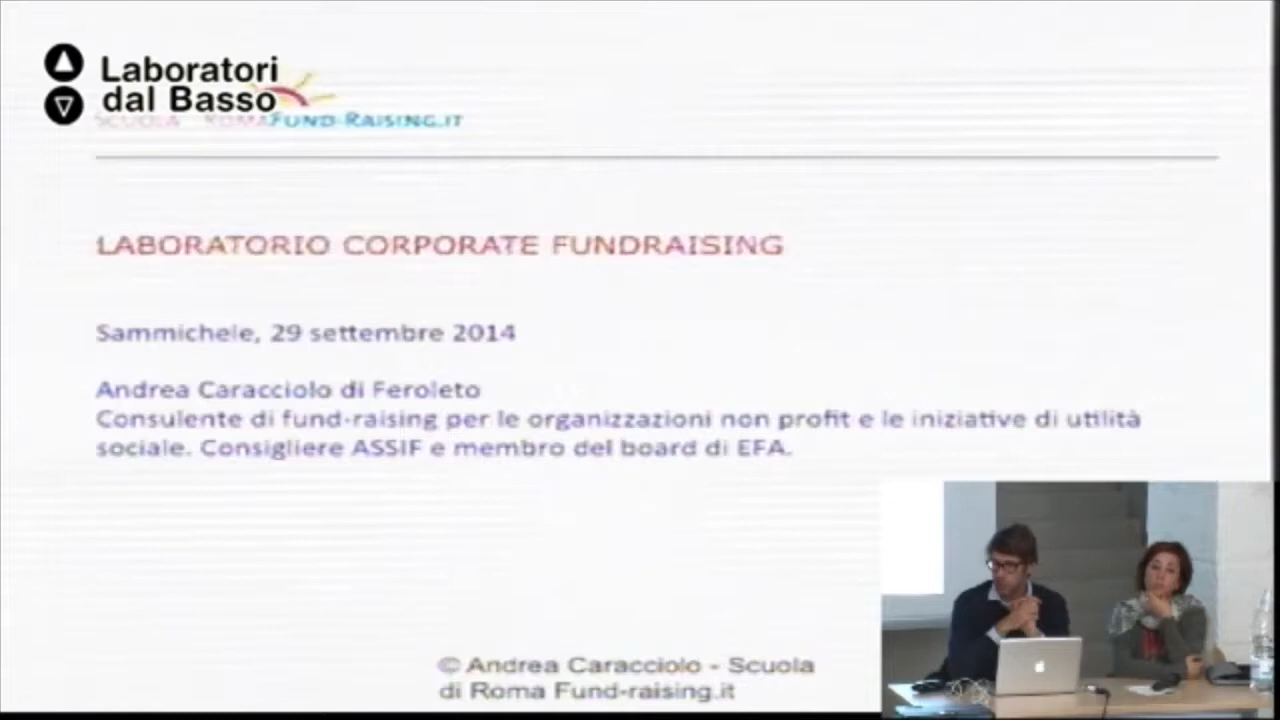 Laboratori
dal Basso
SCUOLA ROMAFUND-RAISING.IT
LABORATORIO CORPORATE FUNDRAISING
Sammichele, 29 settembre 2014
Andrea Caracciolo di Feroleto
Consulente di fund-raising per le organizzazioni non profit e le iniziative di utilità
sociale. Consigliere ASSIF e membro del board di EFA.
© Andrea Caracciolo - Scuola
di Roma Fund-raising.it